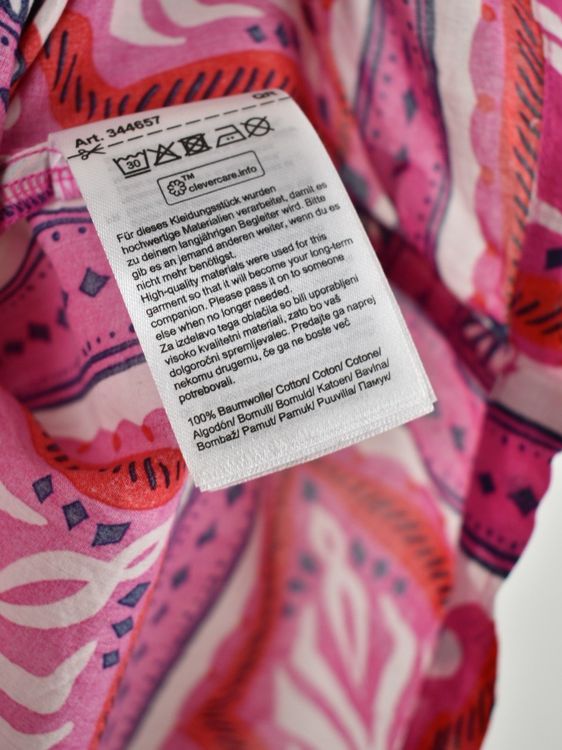 Art. 344657
QR
30
TM
clevercare.info
Für dieses Kleidungsstück wurden
hochwertige Materialien verarbeitet, damit es
zu deinem langjährigen Begleiter wird. Bitte
gib es an jemand anderen weiter, wenn du es
nicht mehr benötigst.
High-quality materials were used for this
garment so that it will become your long-term
companion. Please pass it on to someone
else when no longer needed.
Za izdelavo tega oblačila so bili uporabljeni
visoko kvalitetni materiali, zato bo vaš
dolgoročni spremljevalec. Predajte ga naprej
nekomu drugemu, če ga ne boste več
potrebovali.
100% Baumwolle/ Cotton/ Coton/ Cotone/
Algodón/ Bomull/ Bomuld/ Katoen/ Bavlna/
Bombaž/ Pamut/ Pamuk/ Puuvilla/ Памук/